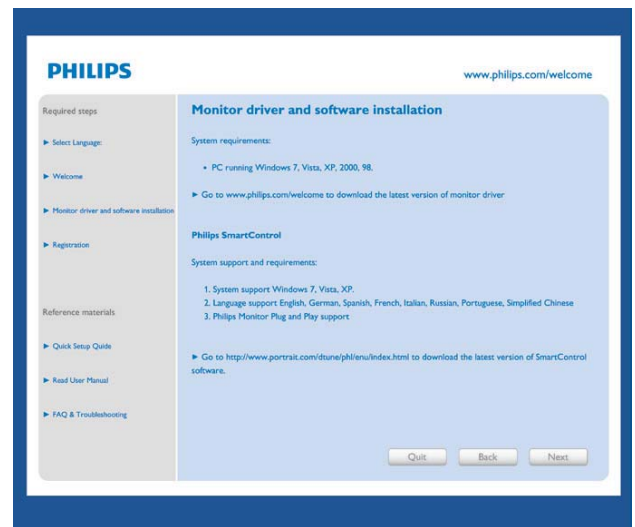 PHILIPS
www.philips.com/welcome
Required steps
► Select Language:
► Welcome
► Monitor driver and software installation
► Registration
Reference materials
► Quick Setup Quide
► Read User Manual
► FAQ & Troubleshooting
Monitor driver and software installation
System requirements:
• PC running Windows 7, Vista, XP, 2000, 98.
► Go to www.philips.com/welcome to download the latest version of monitor driver
Philips SmartControl
System support and requirements:
1. System support Windows 7, Vista, XP.
2. Language support English, German, Spanish, French, Italian, Russian, Portuguese, Simplified Chinese
3. Philips Monitor Plug and Play support
► Go to http://www.portrait.com/dtune/phl/enu/index.html to download the latest version of SmartControl
software.
Quit Back Next